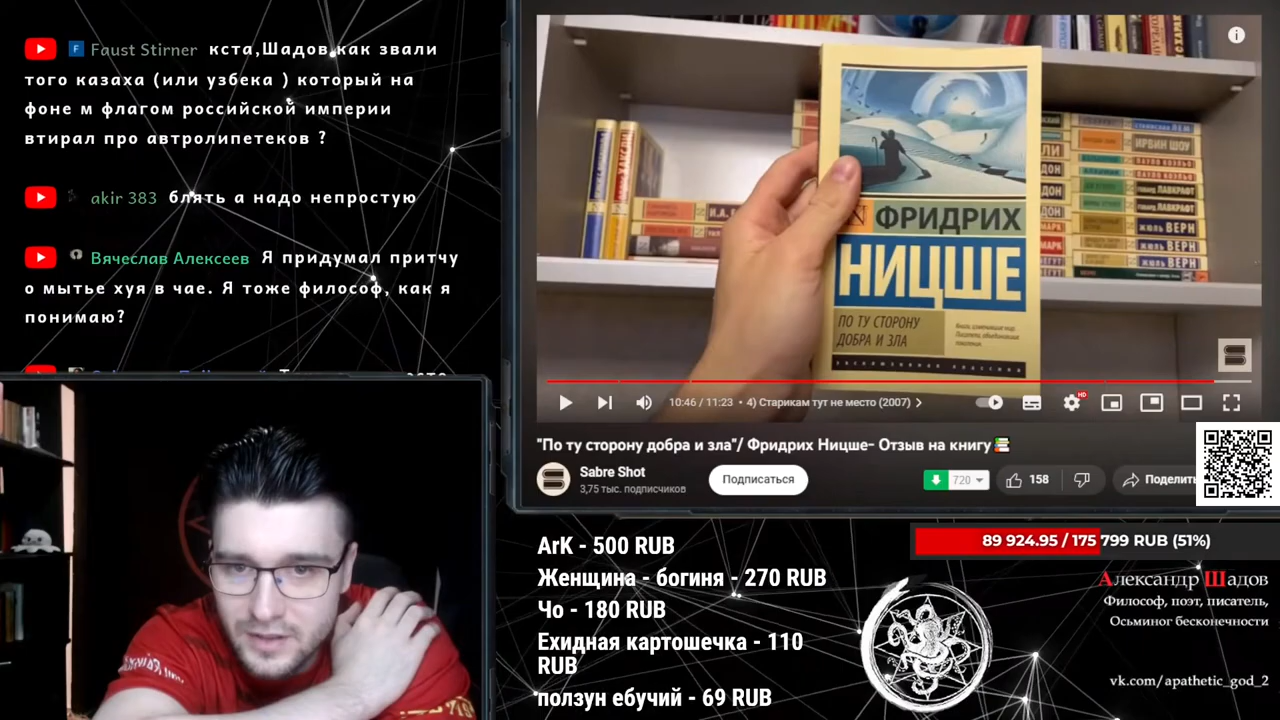 Faust Stirner кста,Шадов,как звали
того казаха (или узбека ) который на
фоне м флагом российской империи
втирал про автролипетеков ?
akir 383 блять а надо непростую
Вячеслав Алексеев Я придумал притчу
о мытье хуя в чае. Я тоже философ, как я
понимаю?
ФРИДРИХ
НИЦШЕ
ПО ТУ СТОРОНУ
ДОБРА И ЗЛА
ИРВИН ШОУ
ЖЮЛЬ ВЕРН
ЖЮЛЬ ВЕРН
10:46 / 11:23 • 4) Старикам тут не место (2007)
HD
"По ту сторону добра и зла"/ Фридрих Ницше- Отзыв на книгу
Sabre Shot
3,75 тыс. подписчиков
Подписаться
720
158
Поделить
89 924.95 / 175 799 RUB (51%)
ArK - 500 RUB
Женщина - богиня - 270 RUB
Чо - 180 RUB
Ехидная картошечка - 110
RUB
ползун ебучий - 69 RUB
Александр Шадов
Философ, поэт, писатель,
Осьминог бесконечности
vk.com/apathetic_god_2